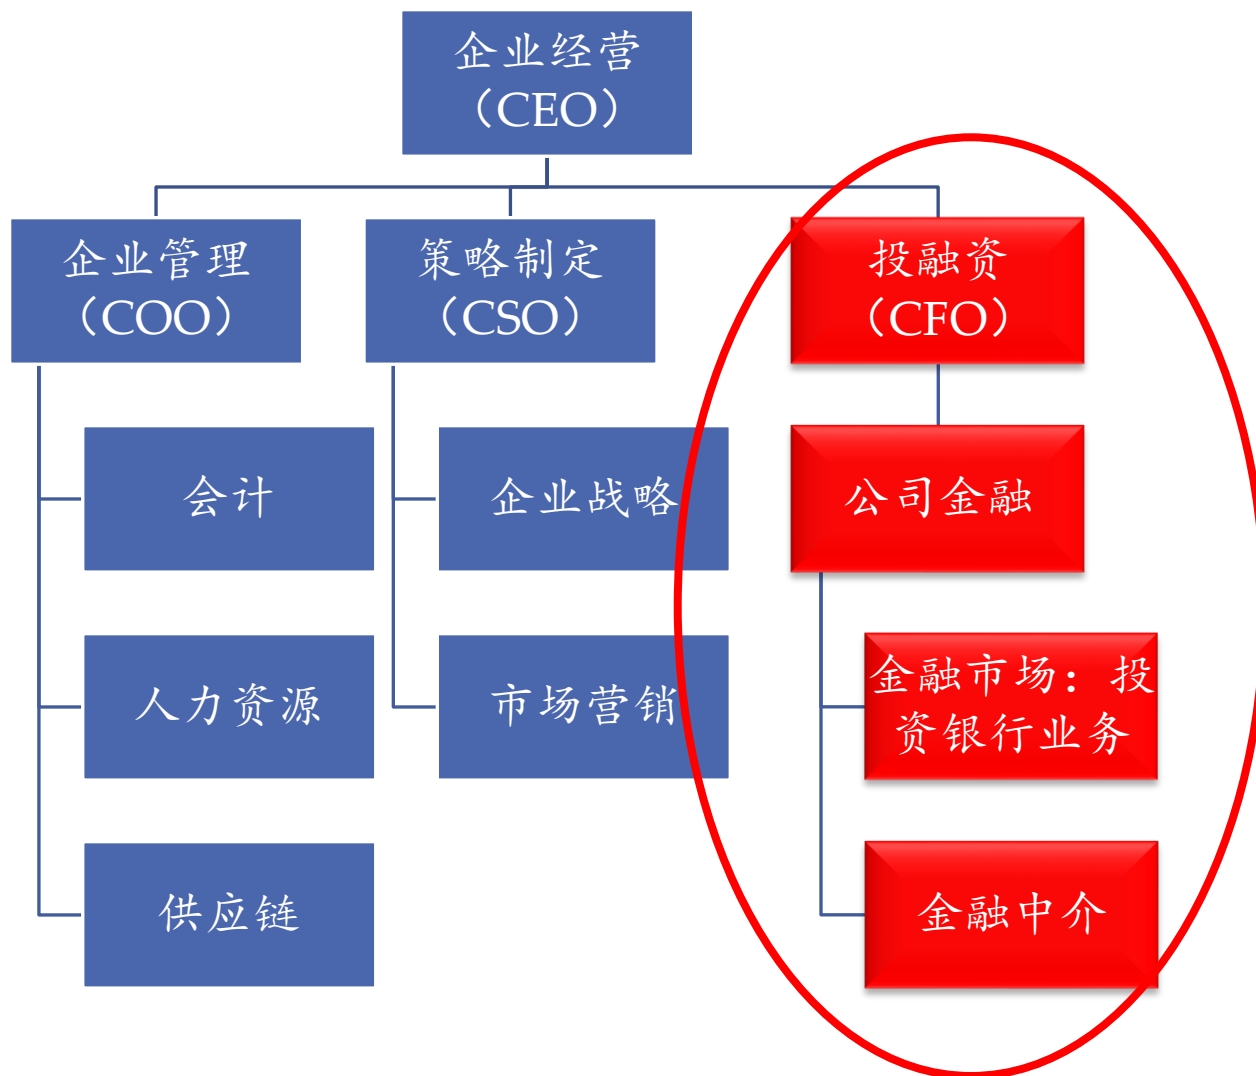 企业经营
（CEO）
企业管理
（COO）
策略制定
（CSO）
投融资
（CFO）
会计
企业战略
公司金融
人力资源
市场营销
金融市场：投
资银行业务
供应链
金融中介